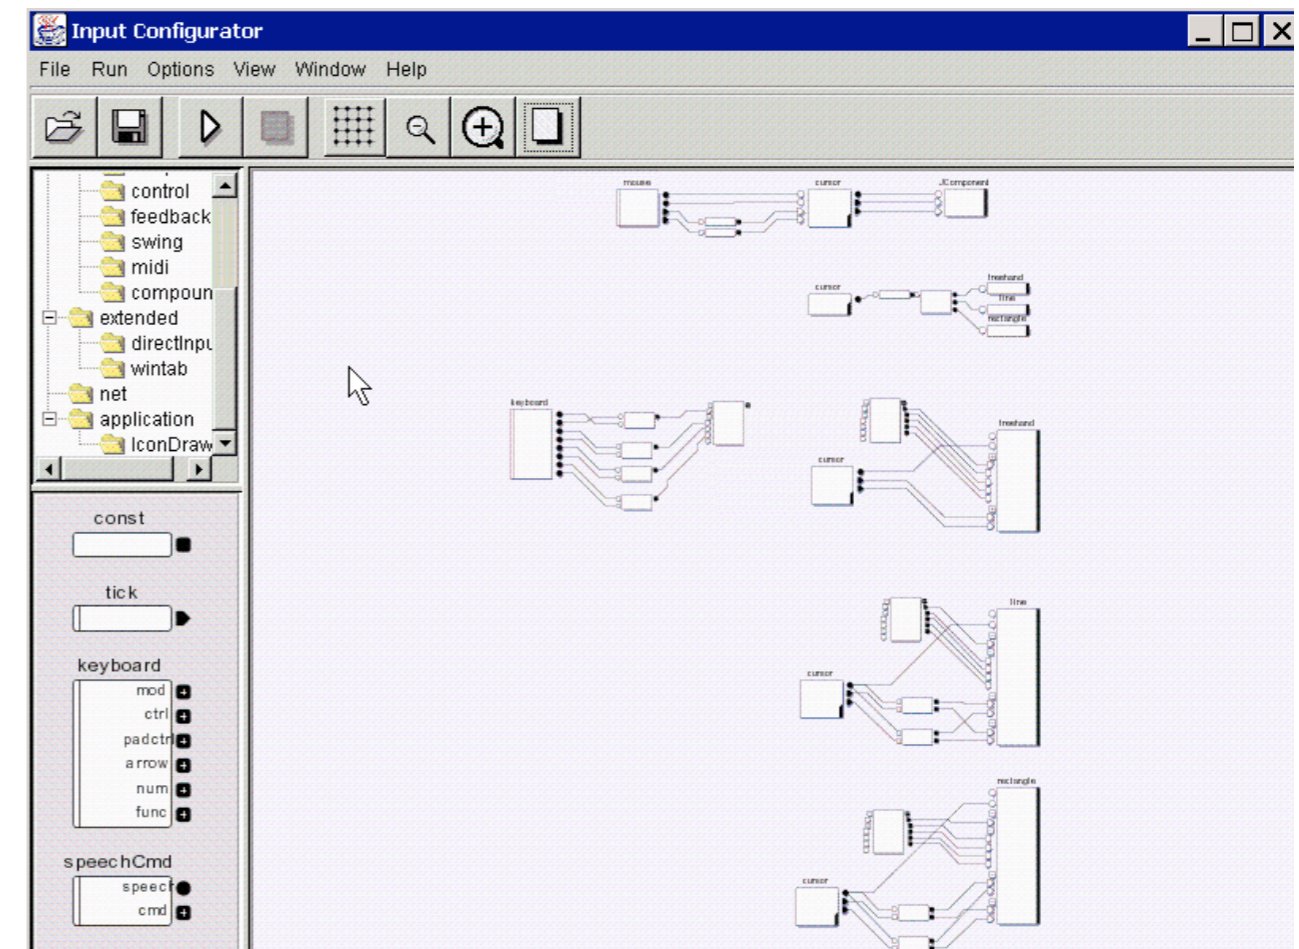 Input Configurator
File Run Options View Window Help
control
feedback
swing
midi
compoun
extended
directInpu
wintab
net
application
IconDraw
const
tick
keyboard
mod
ctrl
padctrl
arrow
num
func
speechCmd
speech
cmd
mouse
cursor
JComponent
cursor
freehand
line
rectangle
keyboard
cursor
freehand
cursor
line
cursor
rectangle